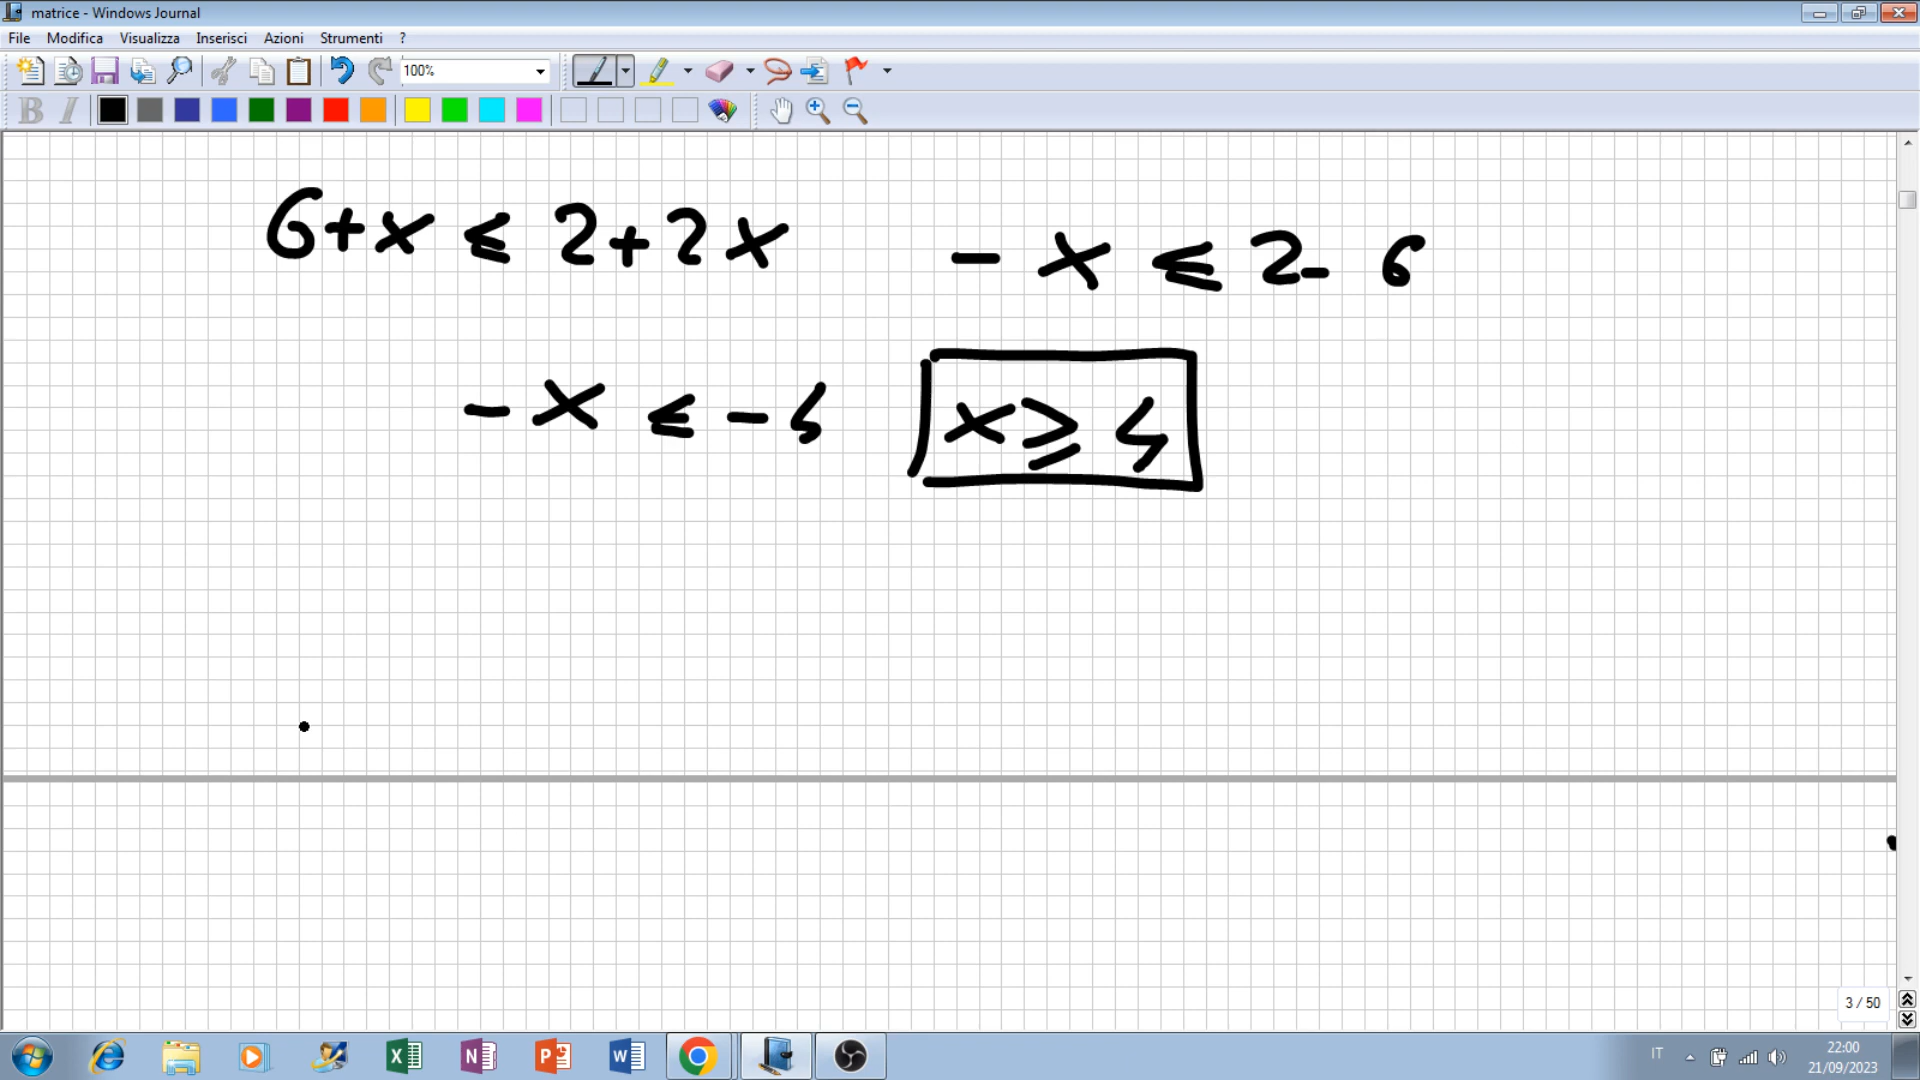 matrice - Windows Journal
File Modifica Visualizza Inserisci Azioni Strumenti ?
100%
B I
6+x ≤ 2+2x -x ≤ 2-6
-x ≤ -4 x ≥ 4
3 / 50
IT 22:00
21/09/2023